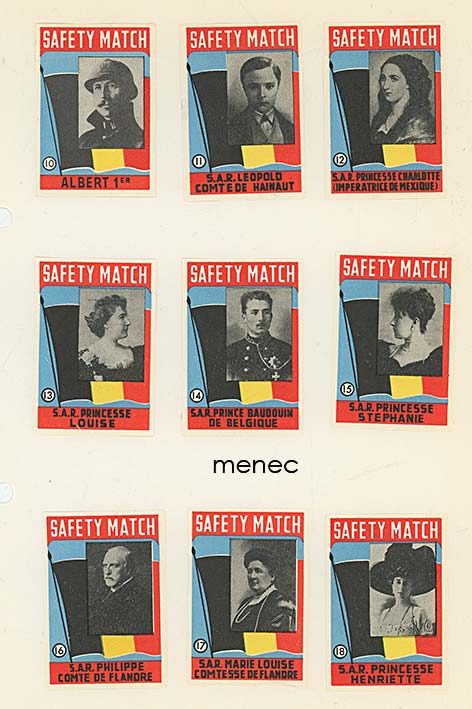 SAFETY MATCH
10
ALBERT 1ER
SAFETY MATCH
11
S.A.R. LEOPOLD
COMTE DE HAINAUT
SAFETY MATCH
12
S.A.R. PRINCESSE CHARLOTTE
(IMPERATRICE DE MEXIQUE)
SAFETY MATCH
13
S.A.R. PRINCESSE
LOUISE
SAFETY MATCH
14
S.A.R. PRINCE BAUDOUIN
DE BELGIQUE
SAFETY MATCH
15
S.A.R. PRINCESSE
STEPHANIE
menec
SAFETY MATCH
16
S.A.R. PHILIPPE
COMTE DE FLANDRE
SAFETY MATCH
17
S.A.R. MARIE LOUISE
COMTESSE DE FLANDRE
SAFETY MATCH
18
S.A.R. PRINCESSE
HENRIETTE